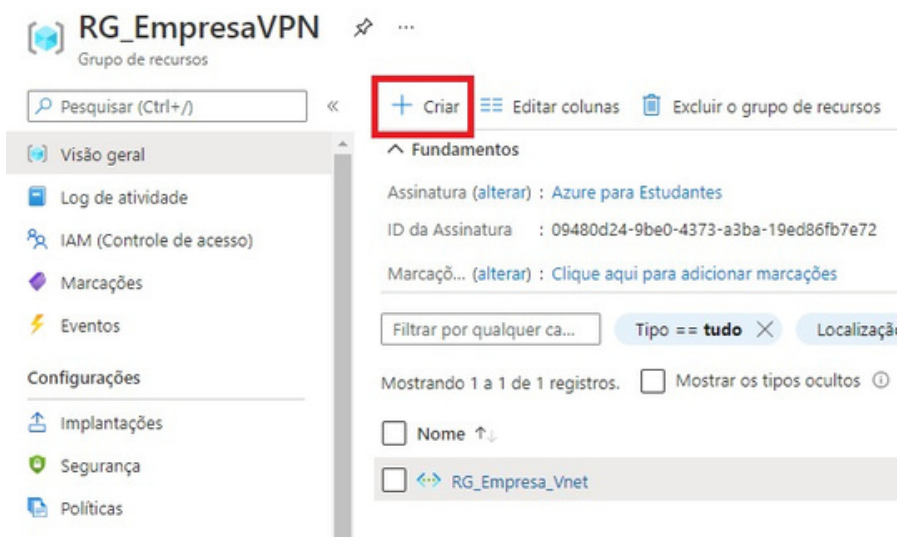 RG_EmpresaVPN
Grupo de recursos
Pesquisar (Ctrl+/)
Visão geral
Log de atividade
IAM (Controle de acesso)
Marcações
Eventos
Configurações
Implantações
Segurança
Políticas
Criar Editar colunas Excluir o grupo de recursos
Fundamentos
Assinatura (alterar) : Azure para Estudantes
ID da Assinatura : 09480d24-9be0-4373-a3ba-19ed86fb7e72
Marcaçõ... (alterar) : Clique aqui para adicionar marcações
Filtrar por qualquer ca... Tipo == tudo Localização
Mostrando 1 a 1 de 1 registros. Mostrar os tipos ocultos
Nome
RG_Empresa_Vnet